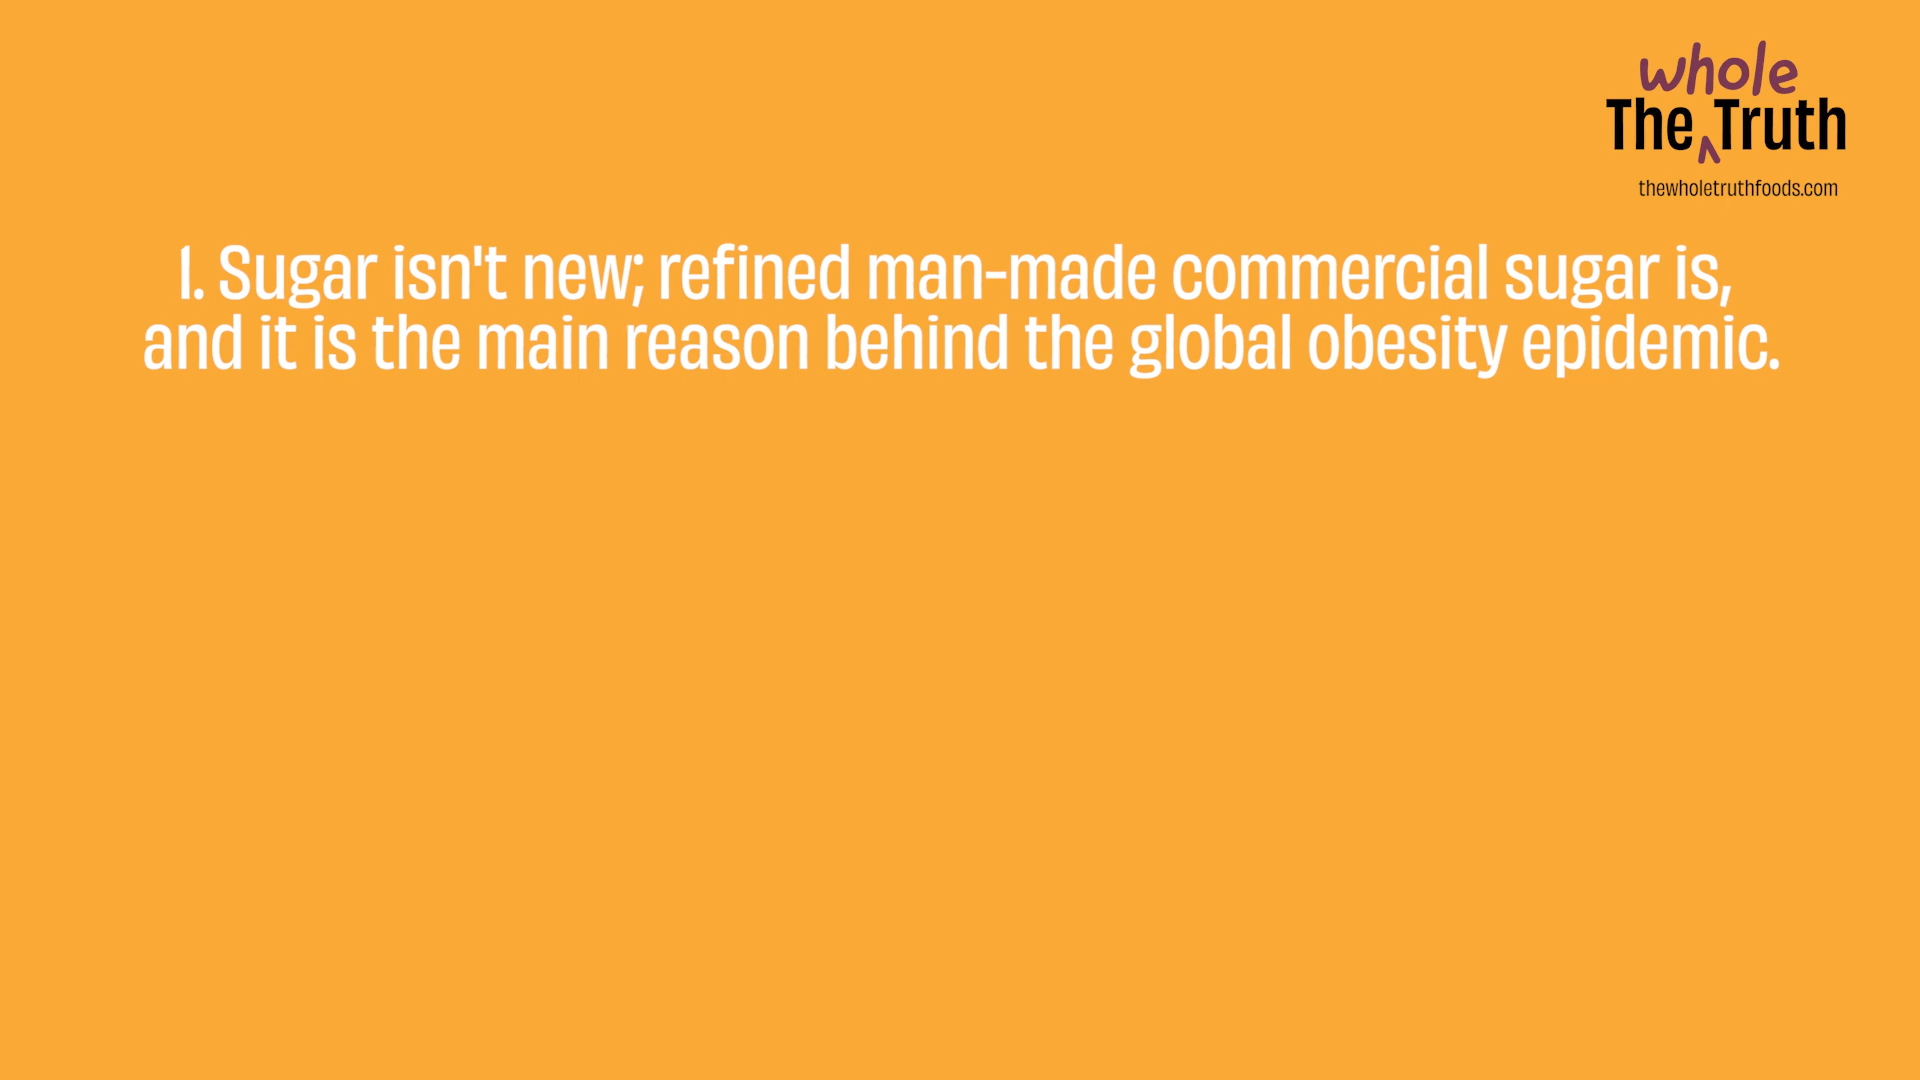 whole
The ^ Truth
thewholetruthfoods.com
1. Sugar isn't new; refined man-made commercial sugar is,
and it is the main reason behind the global obesity epidemic.